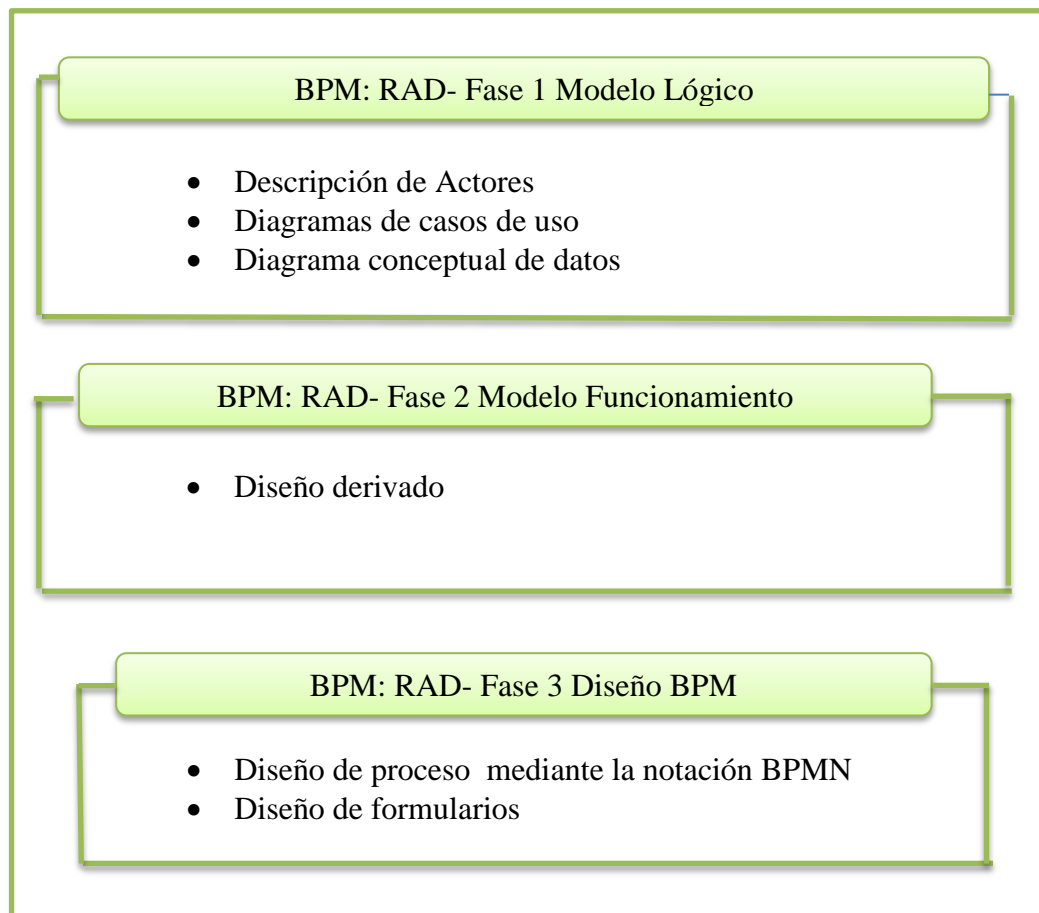 BPM: RAD- Fase 1 Modelo Lógico
• Descripción de Actores
• Diagramas de casos de uso
• Diagrama conceptual de datos
BPM: RAD- Fase 2 Modelo Funcionamiento
• Diseño derivado
BPM: RAD- Fase 3 Diseño BPM
• Diseño de proceso  mediante la notación BPMN
• Diseño de formularios